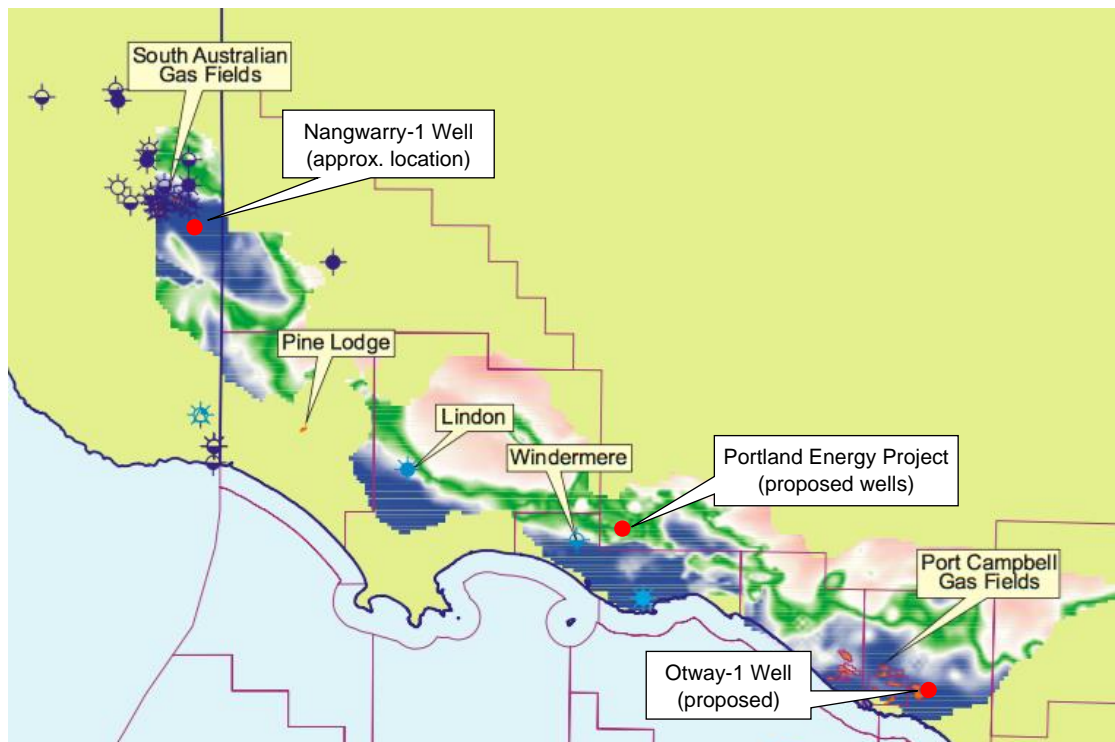 South Australian
Gas Fields
Nangwarry-1 Well
(approx. location)
Pine Lodge
Lindon
Windermere
Portland Energy Project
(proposed wells)
Port Campbell
Gas Fields
Otway-1 Well
(proposed)